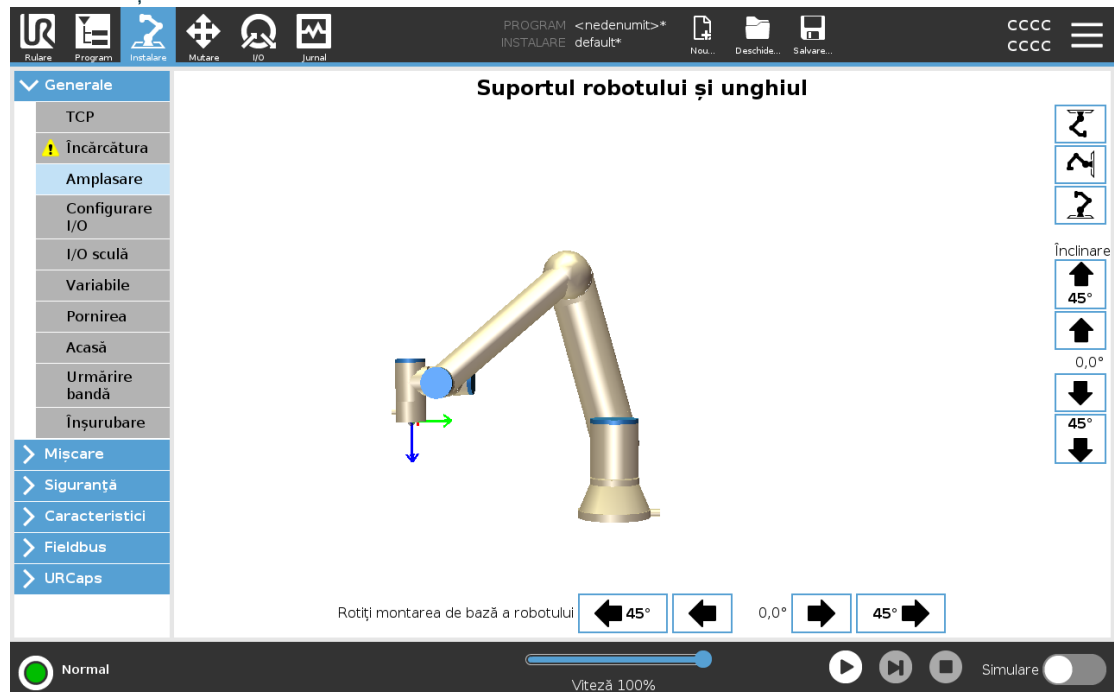 PROGRAM <nedenumit>*
INSTALARE default*
Rulare
Program
Instalare
Mutare
I/O
Jurnal
Nou...
Deschide...
Salvare...
CCCC
CCCC
Generale
TCP
Încărcătura
Amplasare
Configurare
I/O
I/O sculă
Variabile
Pornirea
Acasă
Urmărire
bandă
Înșurubare
Mișcare
Siguranță
Caracteristici
Fieldbus
URCaps
Suportul robotului și unghiul
Înclinare
45°
0,0°
45°
Rotiți montarea de bază a robotului 45° 0,0° 45°
Normal
Viteză 100%
Simulare